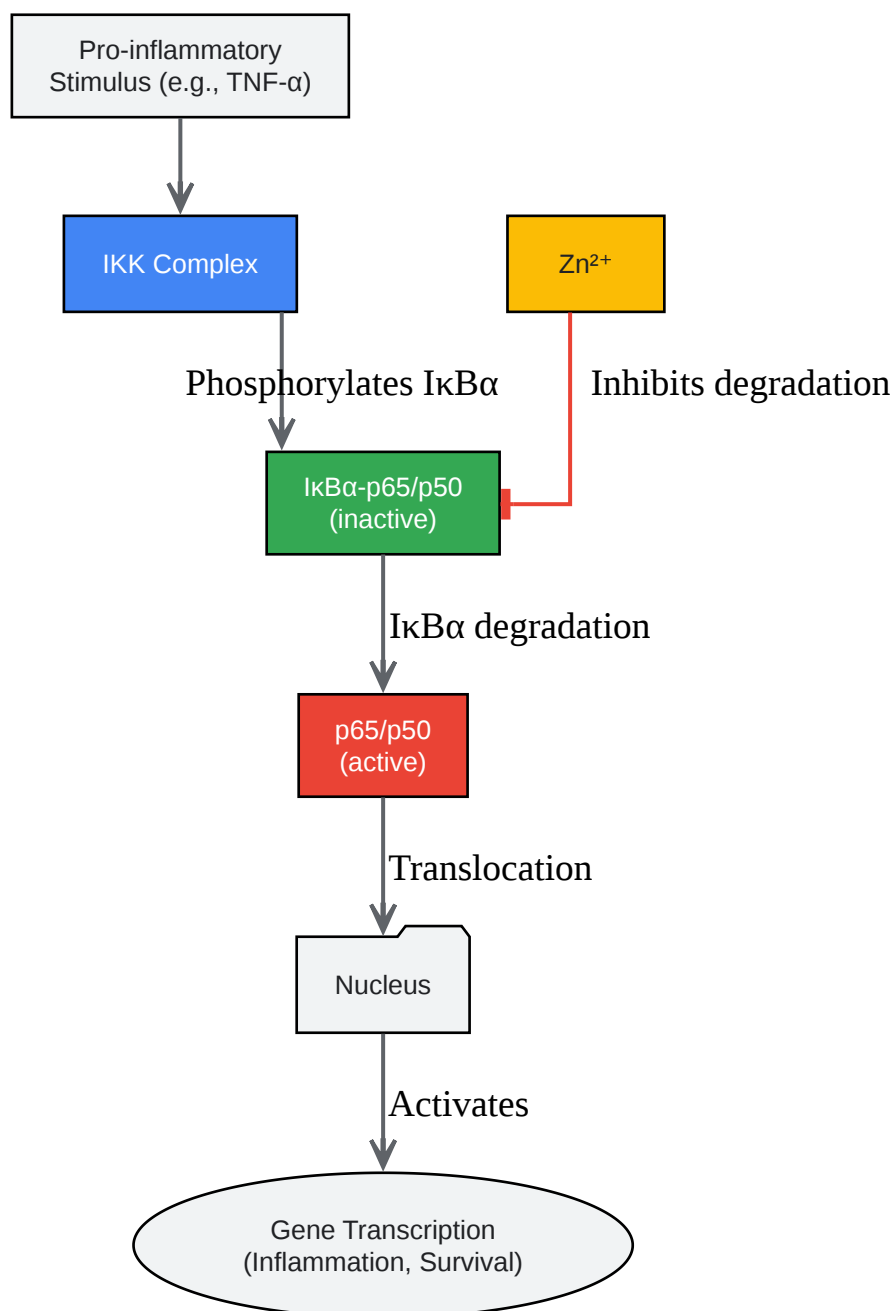 Pro-inflammatory
Stimulus (e.g., TNF-α)
IKK Complex
Zn²⁺
Phosphorylates IκBα
Inhibits degradation
IκBα-p65/p50
(inactive)
IκBα degradation
p65/p50
(active)
Translocation
Nucleus
Activates
Gene Transcription
(Inflammation, Survival)